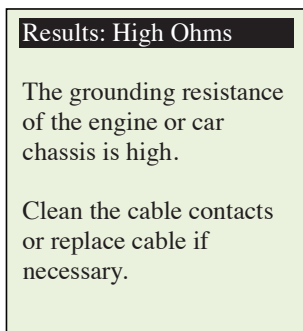 Results: High Ohms
The grounding resistance
of the engine or car
chassis is high.
Clean the cable contacts
or replace cable if
necessary.